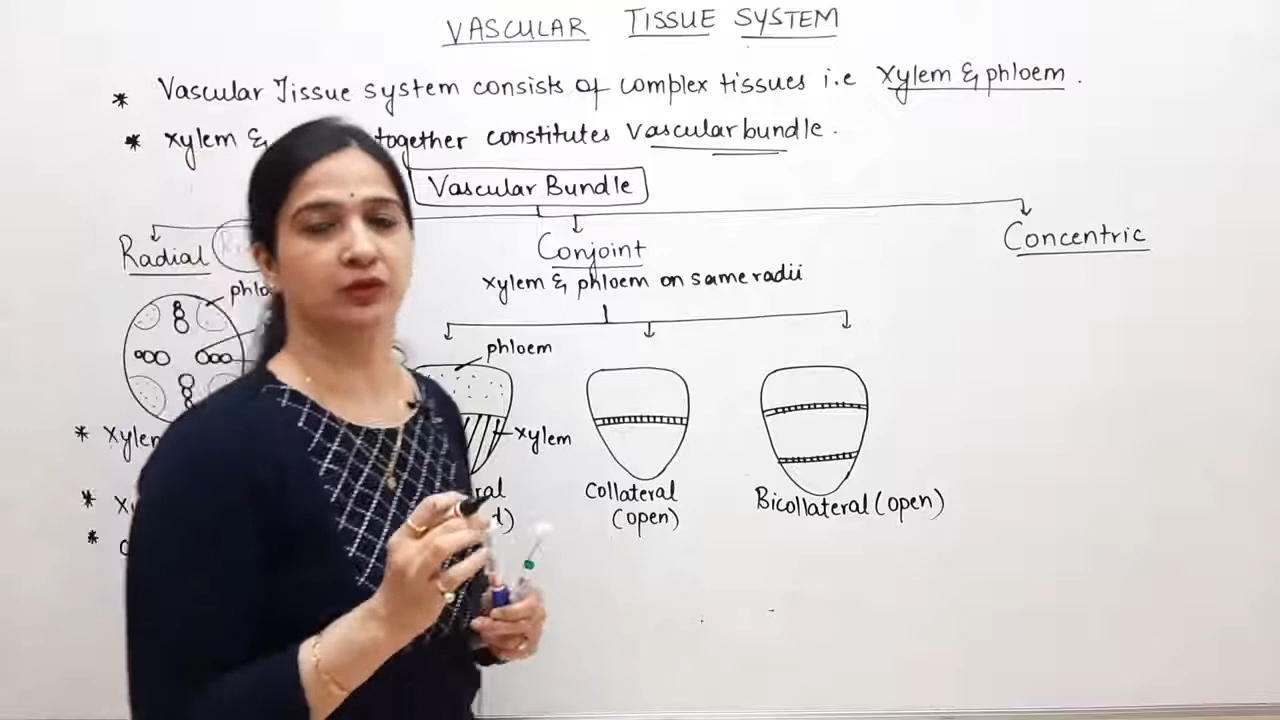 VASCULAR TISSUE SYSTEM
* Vascular Tissue system consists of complex tissues i.e Xylem & phloem.
* Xylem & together constitutes Vascular bundle.
Vascular Bundle
Radial Conjoint Concentric
xylem & phloem on same radii
phloem
xylem
* Xylem
*
*
Collateral
(open)
Bicollateral (open)